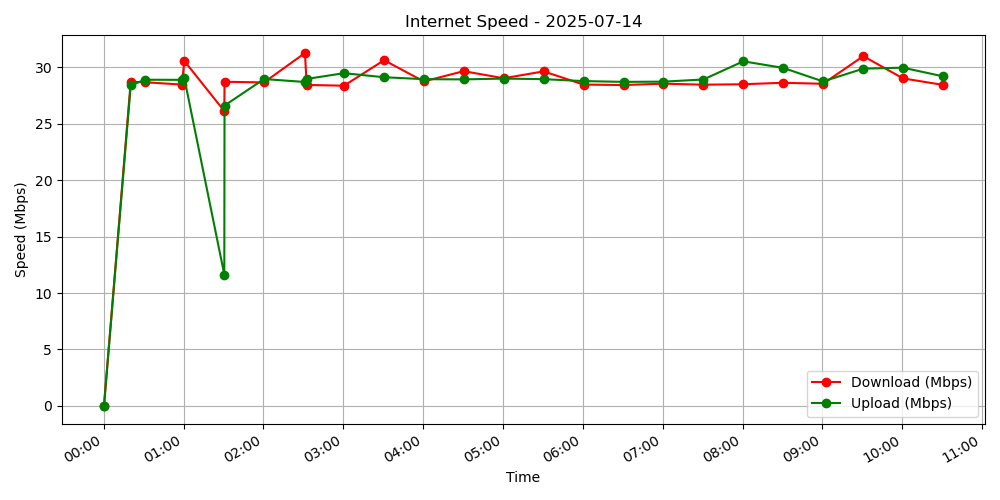 Internet Speed - 2025-07-14
Speed (Mbps)
30
25
20
15
10
5
0
Download (Mbps)
Upload (Mbps)
00:00 01:00 02:00 03:00 04:00 05:00 06:00 07:00 08:00 09:00 10:00 11:00
Time